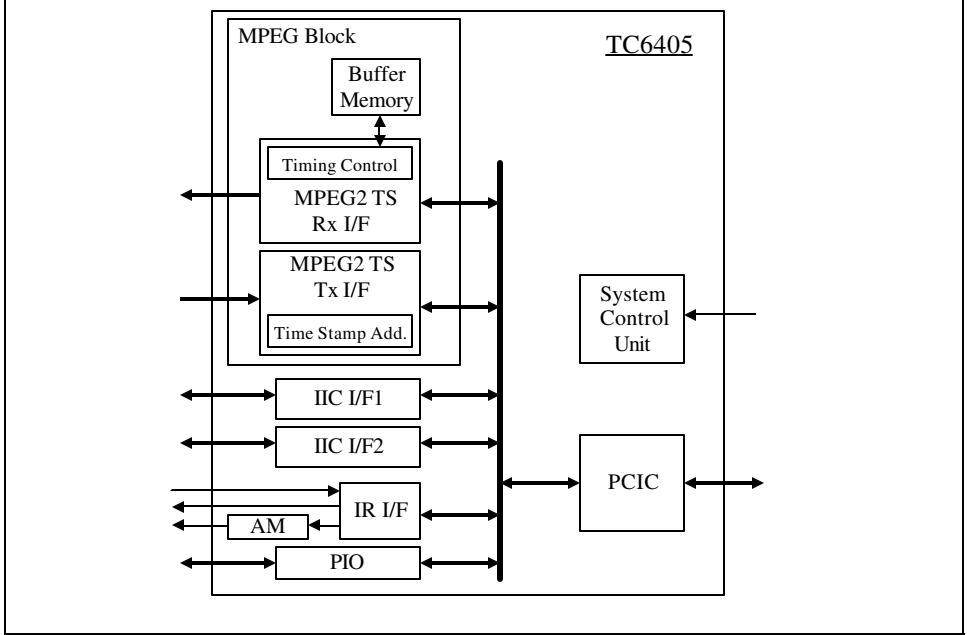 MPEG Block
TC6405
Buffer
Memory
Timing Control
MPEG2 TS
Rx I/F
MPEG2 TS
Tx I/F
Time Stamp Add.
System
Control
Unit
IIC I/F1
IIC I/F2
PCIC
IR I/F
AM
PIO